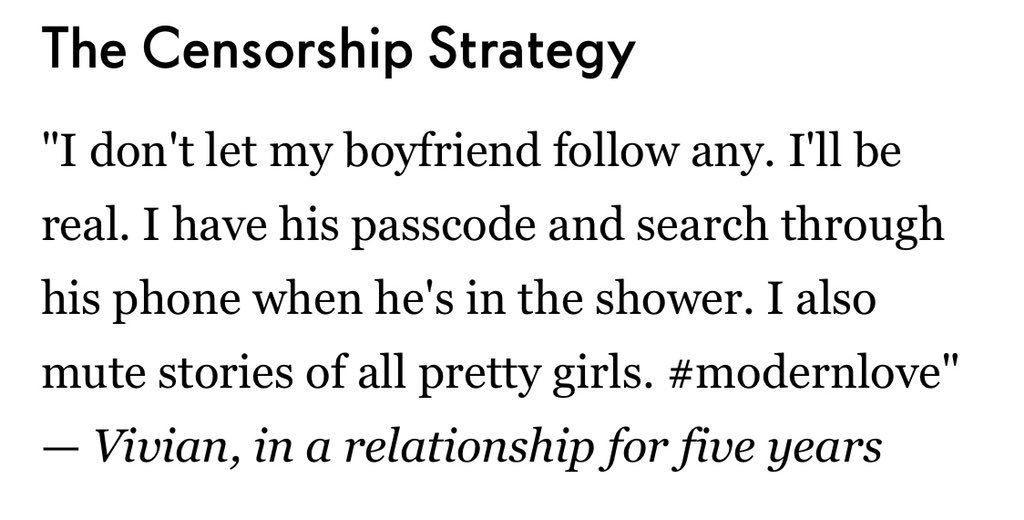 The Censorship Strategy
"I don't let my boyfriend follow any. I'll be
real. I have his passcode and search through
his phone when he's in the shower. I also
mute stories of all pretty girls. #modernlove"
— Vivian, in a relationship for five years